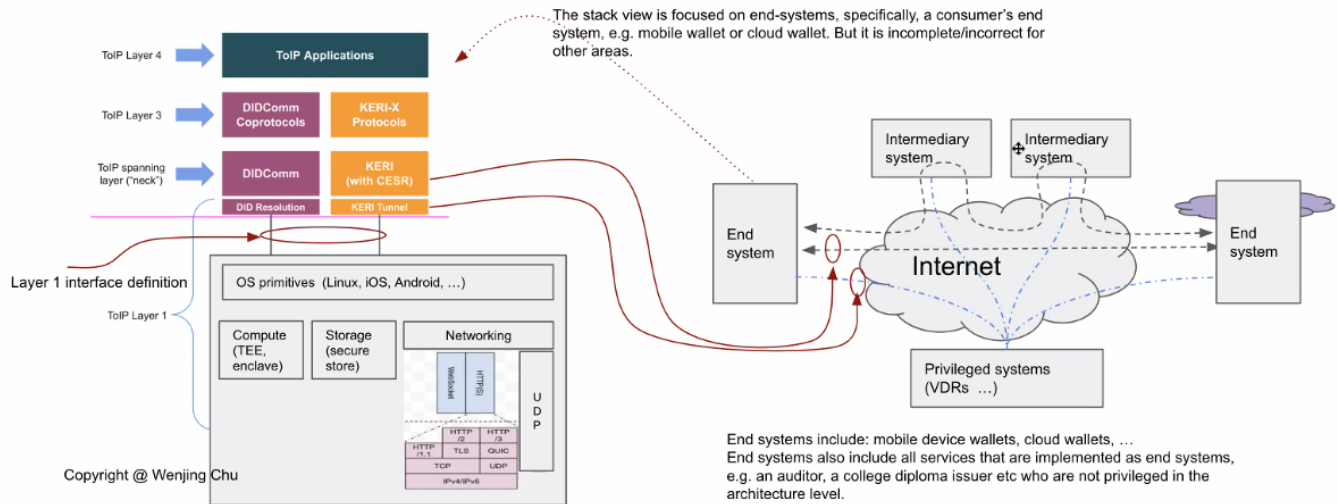 The stack view is focused on end-systems, specifically, a consumer's end
system, e.g. mobile wallet or cloud wallet. But it is incomplete/incorrect for
other areas.
ToIP Layer 4
ToIP Applications
ToIP Layer 3
DIDComm
Coprotocols
KERI-X
Protocols
ToIP spanning
layer ("neck")
DIDComm
KERI
(with CESR)
DID Resolution
KERI Tunnel
Layer 1 interface definition
ToIP Layer 1
OS primitives (Linux, iOS, Android, ...)
Compute
(TEE,
enclave)
Storage
(secure
store)
Networking
WebSocket
HTTP(S)
U
D
P
HTTP
/2
HTTP
/3
HTTP
/1.1
TLS
QUIC
TCP
UDP
IPv4/IPv6
Copyright @ Wenjing Chu
Intermediary
system
Intermediary
system
End
system
Internet
End
system
Privileged systems
(VDRs ...)
End systems include: mobile device wallets, cloud wallets, ...
End systems also include all services that are implemented as end systems,
e.g. an auditor, a college diploma issuer etc who are not privileged in the
architecture level.